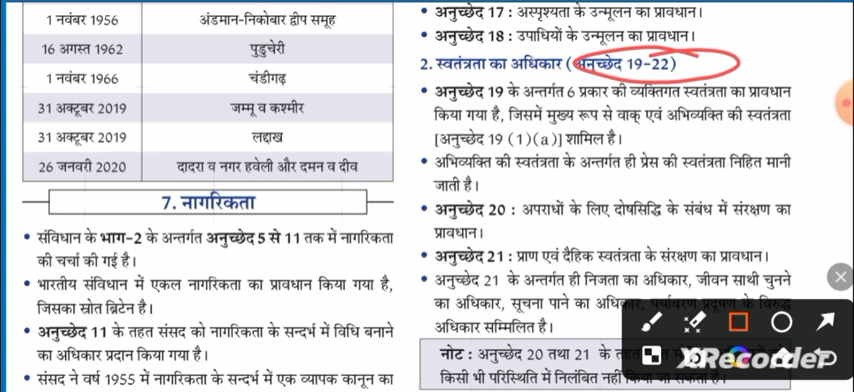 1 नवंबर 1956 अंडमान-निकोबार द्वीप समूह
16 अगस्त 1962 पुडुचेरी
1 नवंबर 1966 चंडीगढ़
31 अक्टूबर 2019 जम्मू व कश्मीर
31 अक्टूबर 2019 लद्दाख
26 जनवरी 2020 दादरा व नगर हवेली और दमन व दीव
7. नागरिकता
• संविधान के भाग-2 के अन्तर्गत अनुच्छेद 5 से 11 तक में नागरिकता
की चर्चा की गई है।
• भारतीय संविधान में एकल नागरिकता का प्रावधान किया गया है,
जिसका स्रोत ब्रिटेन है।
• अनुच्छेद 11 के तहत संसद को नागरिकता के सन्दर्भ में विधि बनाने
का अधिकार प्रदान किया गया है।
• संसद ने वर्ष 1955 में नागरिकता के सन्दर्भ में एक व्यापक कानून का
• अनुच्छेद 17 : अस्पृश्यता के उन्मूलन का प्रावधान।
• अनुच्छेद 18 : उपाधियों के उन्मूलन का प्रावधान।
2. स्वतंत्रता का अधिकार (अनुच्छेद 19-22)
• अनुच्छेद 19 के अन्तर्गत 6 प्रकार की व्यक्तिगत स्वतंत्रता का प्रावधान
किया गया है, जिसमें मुख्य रूप से वाक् एवं अभिव्यक्ति की स्वतंत्रता
[अनुच्छेद 19 (1)(a)] शामिल है।
• अभिव्यक्ति की स्वतंत्रता के अन्तर्गत ही प्रेस की स्वतंत्रता निहित मानी
जाती है।
• अनुच्छेद 20 : अपराधों के लिए दोषसिद्धि के संबंध में संरक्षण का
प्रावधान।
• अनुच्छेद 21 : प्राण एवं दैहिक स्वतंत्रता के संरक्षण का प्रावधान।
• अनुच्छेद 21 के अन्तर्गत ही निजता का अधिकार, जीवन साथी चुनने
का अधिकार, सूचना पाने का अधिकार, पर्यावरण प्रदूषण के विरुद्ध
अधिकार सम्मिलित है।
नोट : अनुच्छेद 20 तथा 21 के तहत
किसी भी परिस्थिति में निलंबित नहीं किया जा सकता है।
XRecorder